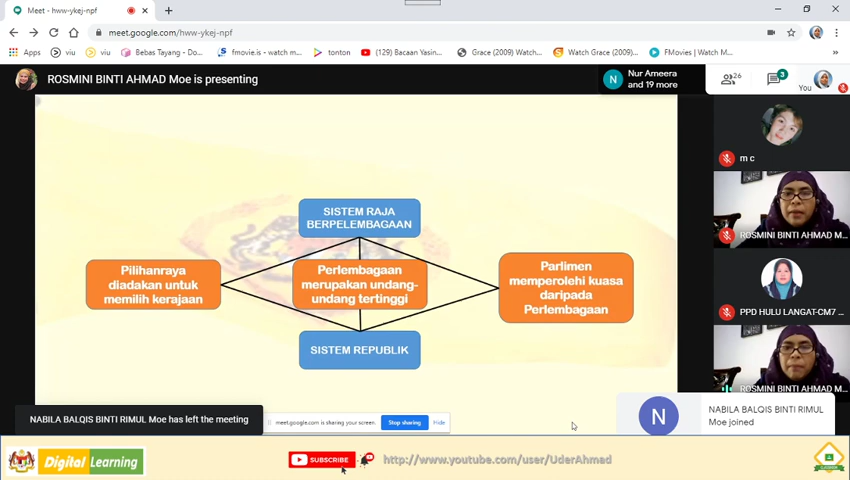 Meet - hww-ykej-npf
meet.google.com/hww-ykej-npf
Apps
viu
viu
Bebas Tayang - Do...
fmovie.is - watch m...
tonton
(129) Bacaan Yasin...
Grace (2009) Watch...
Watch Grace (2009)...
FMovies | Watch M...
ROSMINI BINTI AHMAD Moe is presenting
Nur Ameera
and 19 more
26
3
You
N
m c
SISTEM RAJA
BERPELEMBAGAAN
Pilihanraya
diadakan untuk
memilih kerajaan
Perlembagaan
merupakan undang-
undang tertinggi
Parlimen
memperolehi kuasa
daripada
Perlembagaan
SISTEM REPUBLIK
ROSMINI BINTI AHMAD M...
PPD HULU LANGAT-CM7 ...
ROSMINI BINTI AHMAD M...
NABILA BALQIS BINTI RIMUL Moe has left the meeting
meet.google.com is sharing your screen.
Stop sharing
Hide
N
NABILA BALQIS BINTI RIMUL
Moe joined
Digital Learning
SUBSCRIBE
http://www.youtube.com/user/UderAhmad